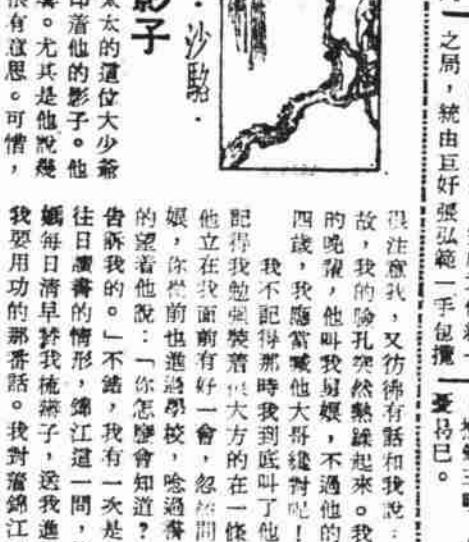 之局，統由巨奸張弘範一手包攬
憂曷已。
影子
・沙駝・
太太的這位大少爺
印着他的影子。他
。尤其是他說幾
很有意思。可惜，
很注意我，又彷彿有話和我說：
故，我的臉孔突然熱燥起來。我
的晚輩，他叫我舅娘，不過他的
四歲，我應當喊他大哥纔對呢！
我不記得那時我到底叫了他
記得我勉強裝着很大方的在一條
他立在我面前有好一會，忽然問
娘，你從前也進過學校，唸過書
的望着他說：「你怎麼會知道？
告訴我的。」不錯，我有一次是
往日讀書的情形，錦江這一問，
媽每日清早替我梳辮子，送我進
我要用功的那番話。我對着錦江